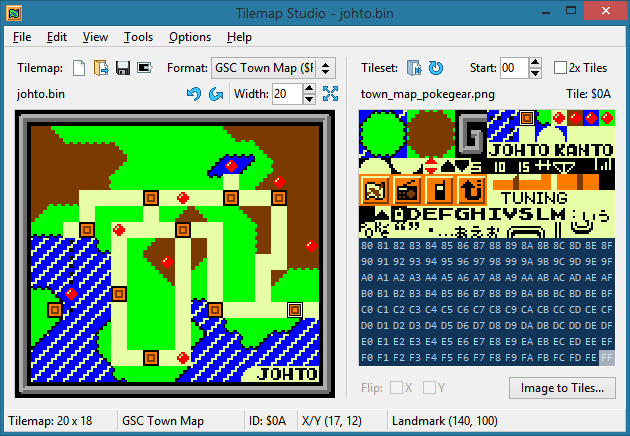 Tilemap Studio - johto.bin
File Edit View Tools Options Help
Tilemap: Format: GSC Town Map ($F
Tileset: Start: 00 2x Tiles
johto.bin Width: 20
town_map_pokegear.png Tile: $0A
JOHTO KANTO
10 15
TUNING
DEFGHIVSLM
80 81 82 83 84 85 86 87 88 89 8A 8B 8C 8D 8E 8F
90 91 92 93 94 95 96 97 98 99 9A 9B 9C 9D 9E 9F
A0 A1 A2 A3 A4 A5 A6 A7 A8 A9 AA AB AC AD AE AF
B0 B1 B2 B3 B4 B5 B6 B7 B8 B9 BA BB BC BD BE BF
C0 C1 C2 C3 C4 C5 C6 C7 C8 C9 CA CB CC CD CE CF
D0 D1 D2 D3 D4 D5 D6 D7 D8 D9 DA DB DC DD DE DF
E0 E1 E2 E3 E4 E5 E6 E7 E8 E9 EA EB EC ED EE EF
F0 F1 F2 F3 F4 F5 F6 F7 F8 F9 FA FB FC FD FE FF
JOHTO
Flip: X Y Image to Tiles...
Tilemap: 20 x 18 GSC Town Map ID: $0A X/Y (17, 12) Landmark (140, 100)